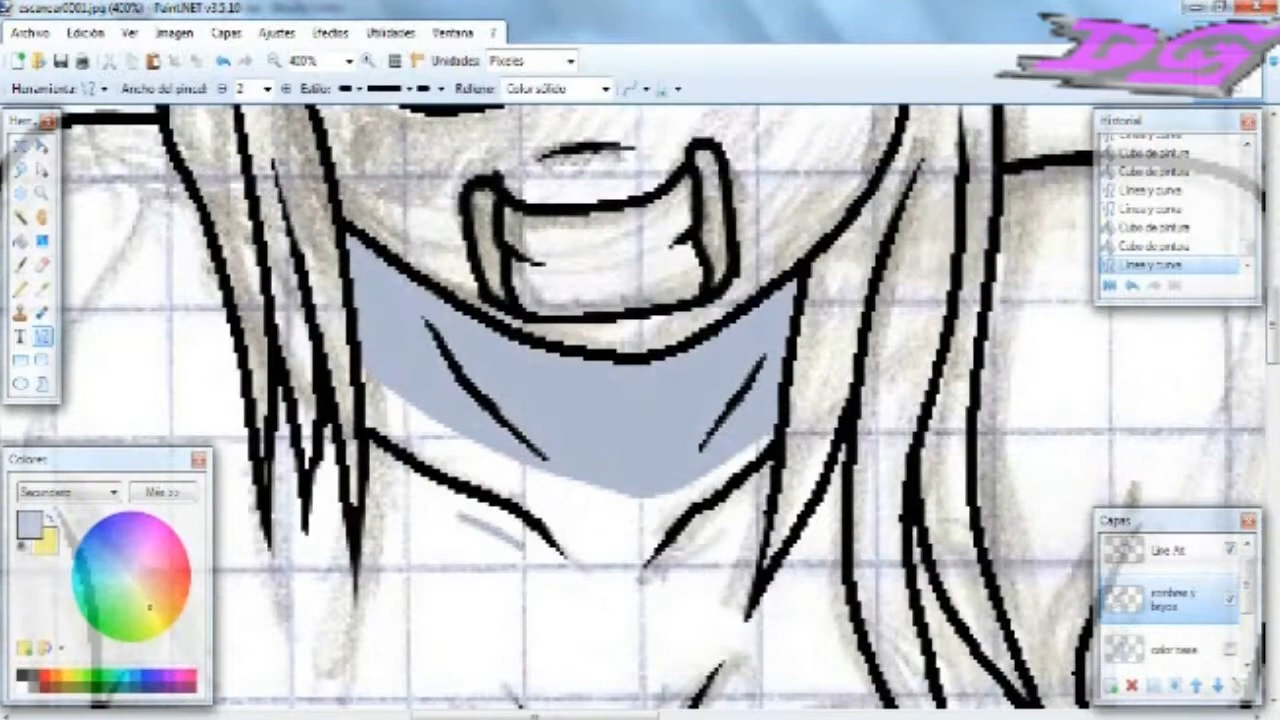 escanear0001.jpg (400%) - Paint.NET v3.5.10
Archivo Edición Ver Imagen Capas Ajustes Efectos Utilidades Ventana ?
400% Unidades: Píxeles
Herramienta: Ancho del pincel: 2 Estilo: Rellenar: Color sólido
DG
Herr...
Historial
Línea y curva
Cubo de pintura
Cubo de pintura
Línea y curva
Línea y curva
Cubo de pintura
Cubo de pintura
Línea y curva
Colores
Secundario Más >>
Capas
Line Art
sombras y
color base